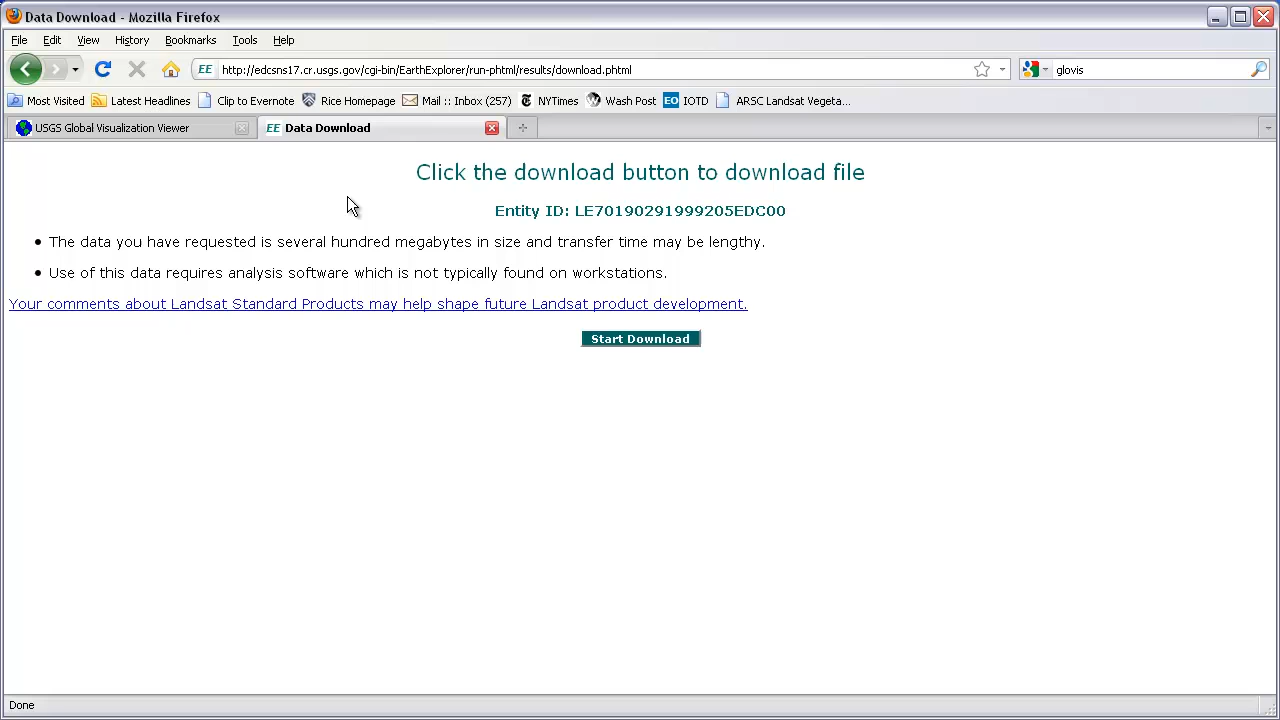 Data Download - Mozilla Firefox
File Edit View History Bookmarks Tools Help
EE http://edcsns17.cr.usgs.gov/cgi-bin/EarthExplorer/run-phtml/results/download.phtml glovis
Most Visited Latest Headlines Clip to Evernote Rice Homepage Mail :: Inbox (257) NYTimes Wash Post EO IOTD ARSC Landsat Vegeta...
USGS Global Visualization Viewer EE Data Download
Click the download button to download file
Entity ID: LE70190291999205EDC00
• The data you have requested is several hundred megabytes in size and transfer time may be lengthy.
• Use of this data requires analysis software which is not typically found on workstations.
Your comments about Landsat Standard Products may help shape future Landsat product development.
Start Download
Done